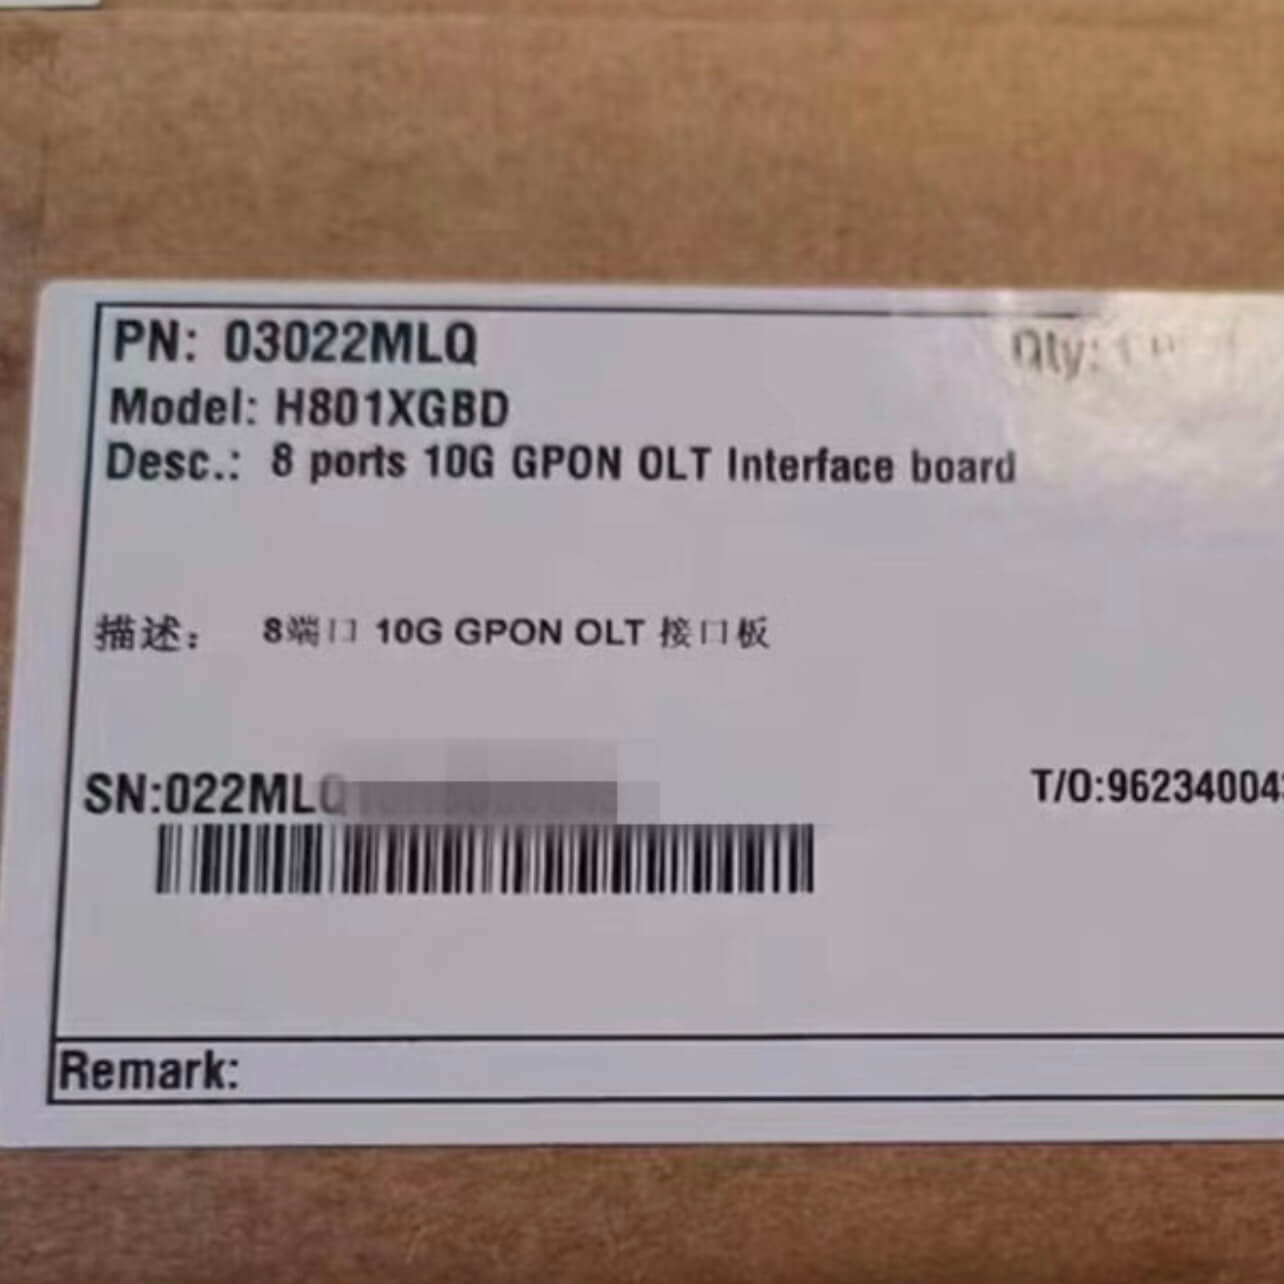 PN: 03022MLQ
Qty:
Model: H801XGBD
Desc.: 8 ports 10G GPON OLT Interface board
描述： 8端口 10G GPON OLT 接口板
SN:022MLQ
T/O:96234004
Remark: